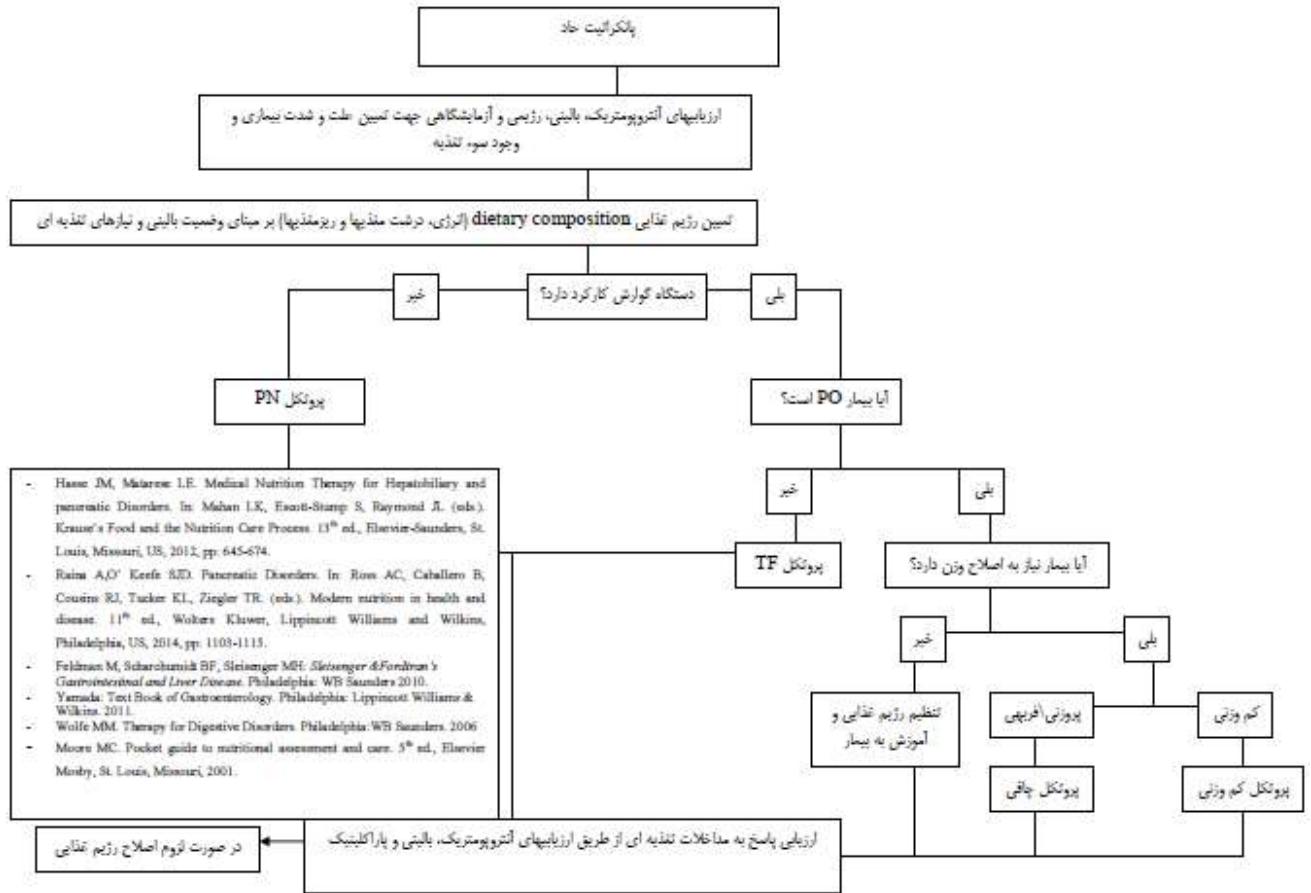 پانکراتیت حاد
ارزیابیهای آنتروپومتریک، بالینی، رژیمی و آزمایشگاهی جهت تعیین علت و شدت بیماری و
وجود سوء تغذیه
تعیین رژیم غذایی dietary composition (انرژی، درشت مغذیها و ریزمغذیها) بر مبنای وضعیت بالینی و نیازهای تغذیه ای
بلی
دستگاه گوارش کارکرد دارد؟
خیر
آیا بیمار PO است؟
پروتکل PN
بلی
خیر
آیا بیمار نیاز به اصلاح وزن دارد؟
پروتکل TF
- Hasse JM, Matarese LE. Medical Nutrition Therapy for Hepatobiliary and
pancreatic Disorders. In: Mahan LK, Escott-Stump S, Raymond JL. (eds.).
Krause's Food and the Nutrition Care Process. 13th ed., Elsevier-Saunders, St.
Louis, Missouri, US, 2012, pp: 645-674.
- Raina A,O' Keefe SJD. Pancreatic Disorders. In: Ross AC, Caballero B,
Cousins RJ, Tucker KL, Ziegler TR. (eds.). Modern nutrition in health and
disease. 11th ed., Wolters Kluwer, Lippincott Williams and Wilkins,
Philadelphia, US, 2014, pp: 1103-1115.
- Feldman M, Scharchumidt BF, Sleisenger MH: Sleisenger &Fordtran's
Gastrointestinal and Liver Disease. Philadelphia: WB Saunders 2010.
- Yamada: Text Book of Gastroenterology. Philadelphia: Lippincott Williams &
Wilkins. 2011.
- Wolfe MM. Therapy for Digestive Disorders. Philadelphia:WB Saunders. 2006
- Moore MC. Pocket guide to nutritional assessment and care. 5th ed., Elsevier
Mosby, St. Louis, Missouri, 2001.
بلی
خیر
کم وزنی
پروزنی\فربهی
تنظیم رژیم غذایی و
آموزش به بیمار
پروتکل کم وزنی
پروتکل چاقی
ارزیابی پاسخ به مداخلات تغذیه ای از طریق ارزیابیهای آنتروپومتریک، بالینی و پاراکلینیک
در صورت لزوم اصلاح رژیم غذایی